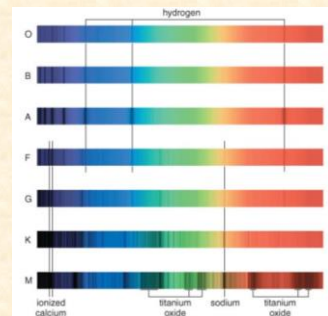 hydrogen
O
B
A
F
G
K
M
ionized
calcium
titanium
oxide
sodium
titanium
oxide